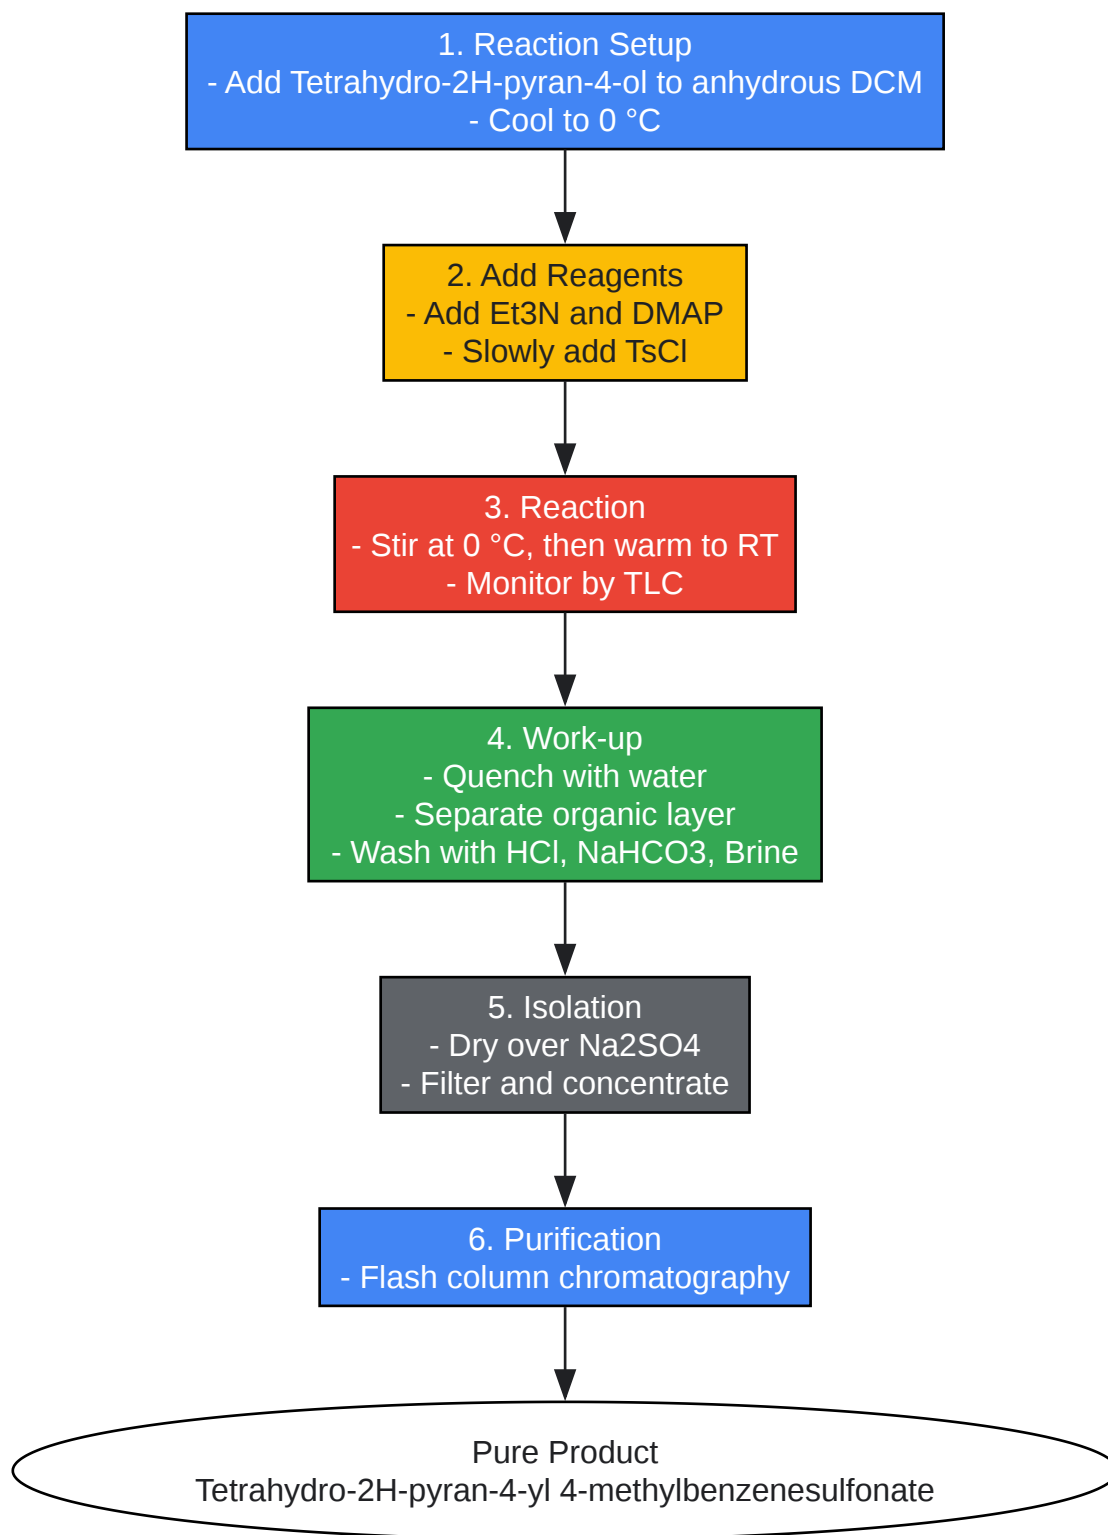 1. Reaction Setup
- Add Tetrahydro-2H-pyran-4-ol to anhydrous DCM
- Cool to 0 °C
2. Add Reagents
- Add Et3N and DMAP
- Slowly add TsCl
3. Reaction
- Stir at 0 °C, then warm to RT
- Monitor by TLC
4. Work-up
- Quench with water
- Separate organic layer
- Wash with HCl, NaHCO3, Brine
5. Isolation
- Dry over Na2SO4
- Filter and concentrate
6. Purification
- Flash column chromatography
Pure Product
Tetrahydro-2H-pyran-4-yl 4-methylbenzenesulfonate